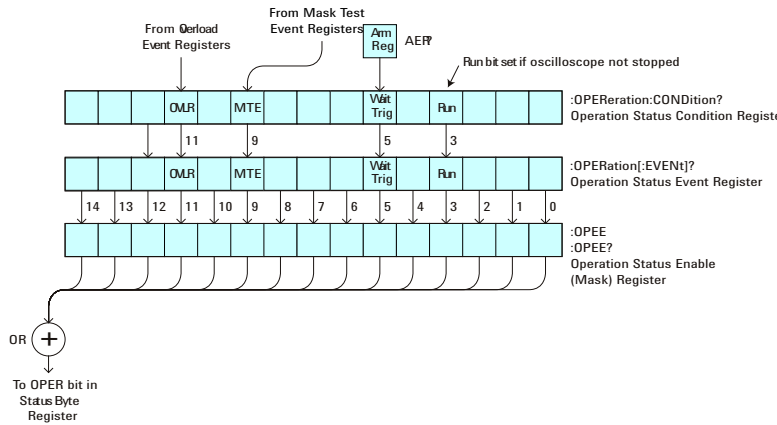 From Overload
Event Registers
From Mask Test
Event Registers
Arm
Reg
AER?
Run bit set if oscilloscope not stopped
OVLR
MTE
Wait
Trig
Run
:OPEReration:CONDition?
Operation Status Condition Registe
11
9
5
3
OVLR
MTE
Wait
Trig
Run
:OPERation[:EVENt]?
Operation Status Event Register
14
13
12
11
10
9
8
7
6
5
4
3
2
1
0
:OPEE
:OPEE?
Operation Status Enable
(Mask) Register
OR
+
To OPER bit in
Status Byte
Register